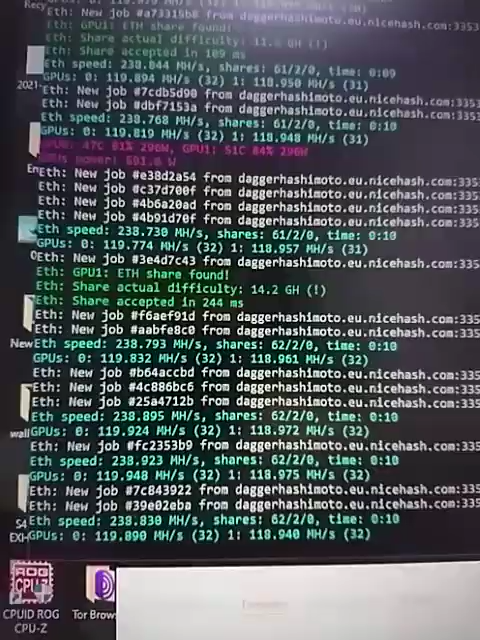 Eth: New job #a73315b8 from
Eth: GPU1: ETH share found!
Eth: Share actual difficulty: GH (!)
Eth: Share accepted in 109 ms
Eth speed: 238.844 MH/s, shares: 61/2/0, time: 0:09
GPUs: 0: 119.894 MH/s (32) 1: 118.950 MH/s (31)
2021-
Eth: New job #7cdb5d90 from daggerhashimoto.eu.nicehash.com:3353
Eth: New job #dbf7153a from daggerhashimoto.eu.nicehash.com:335
Eth speed: 238.768 MH/s, shares: 61/2/0, time: 0:10
GPUs: 0: 119.819 MH/s (32) 1: 118.948 MH/s (31)
GPU0: 47C 81% 296W, GPU1: 51C 84% 296W
GPUs power: 591.6 W
Eth: New job #e38d2a54 from daggerhashimoto.eu.nicehash.com:335
Eth: New job #c37d700f from daggerhashimoto.eu.nicehash.com:335
Eth: New job #4b6a20ad from daggerhashimoto.eu.nicehash.com:335
Eth: New job #4b91d70f from daggerhashimoto.eu.nicehash.com:335
Eth speed: 238.730 MH/s, shares: 61/2/0, time: 0:10
GPUs: 0: 119.774 MH/s (32) 1: 118.957 MH/s (31)
Eth: New job #3e4d7c43 from daggerhashimoto.eu.nicehash.com:335
Eth: GPU1: ETH share found!
Eth: Share actual difficulty: 14.2 GH (!)
Eth: Share accepted in 244 ms
Eth: New job #f6aef91d from daggerhashimoto.eu.nicehash.com:335
Eth: New job #aabfe8c0 from daggerhashimoto.eu.nicehash.com:335
New
Eth speed: 238.793 MH/s, shares: 62/2/0, time: 0:10
GPUs: 0: 119.832 MH/s (32) 1: 118.961 MH/s (32)
Eth: New job #b64accbd from daggerhashimoto.eu.nicehash.com:335
Eth: New job #4c886bc6 from daggerhashimoto.eu.nicehash.com:335
Eth: New job #25a4712b from daggerhashimoto.eu.nicehash.com:335
Eth speed: 238.895 MH/s, shares: 62/2/0, time: 0:10
wall
GPUs: 0: 119.924 MH/s (32) 1: 118.972 MH/s (32)
Eth: New job #fc2353b9 from daggerhashimoto.eu.nicehash.com:335
Eth speed: 238.923 MH/s, shares: 62/2/0, time: 0:10
GPUs: 0: 119.948 MH/s (32) 1: 118.975 MH/s (32)
Eth: New job #7c843922 from daggerhashimoto.eu.nicehash.com:335
Eth: New job #39e02eba from daggerhashimoto.eu.nicehash.com:335
S4
Eth speed: 238.830 MH/s, shares: 62/2/0, time: 0:10
EXH
GPUs: 0: 119.890 MH/s (32) 1: 118.940 MH/s (32)
ROG
CPU-Z
CPUID ROG
CPU-Z
Tor Brow